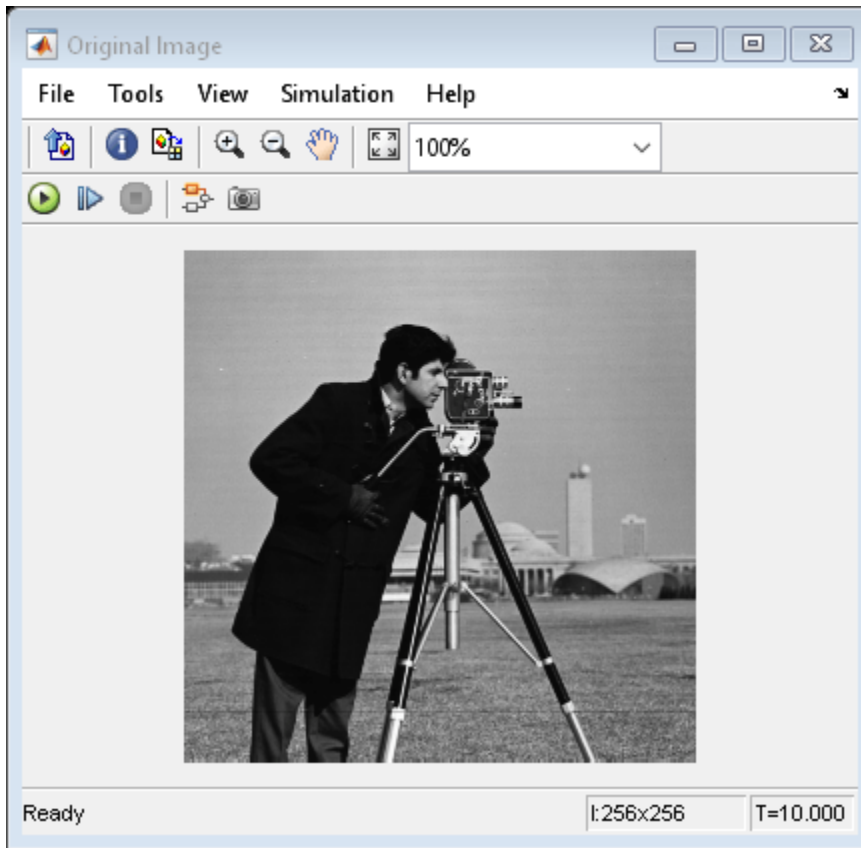 Original Image
File Tools View Simulation Help
100%
Ready I:256x256 T=10.000